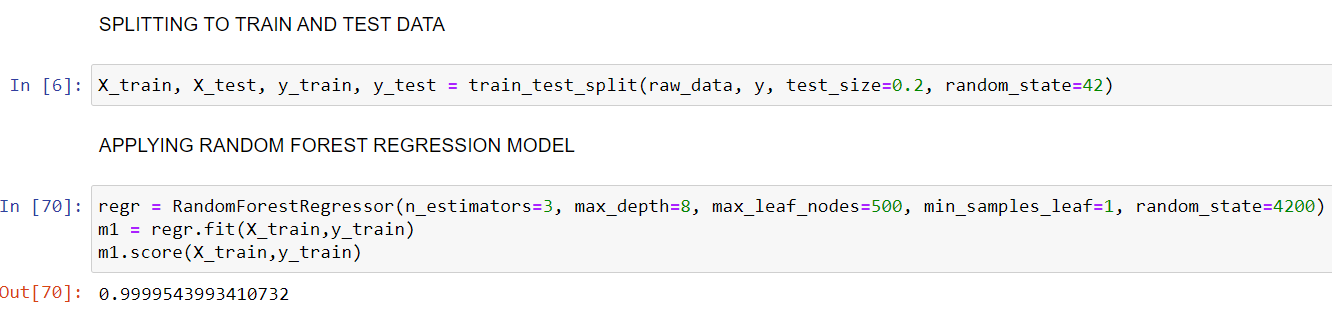 SPLITTING TO TRAIN AND TEST DATA
In [6]: X_train, X_test, y_train, y_test = train_test_split(raw_data, y, test_size=0.2, random_state=42)
APPLYING RANDOM FOREST REGRESSION MODEL
In [70]: regr = RandomForestRegressor(n_estimators=3, max_depth=8, max_leaf_nodes=500, min_samples_leaf=1, random_state=4200)
m1 = regr.fit(X_train,y_train)
m1.score(X_train,y_train)
Out[70]: 0.9999543993410732